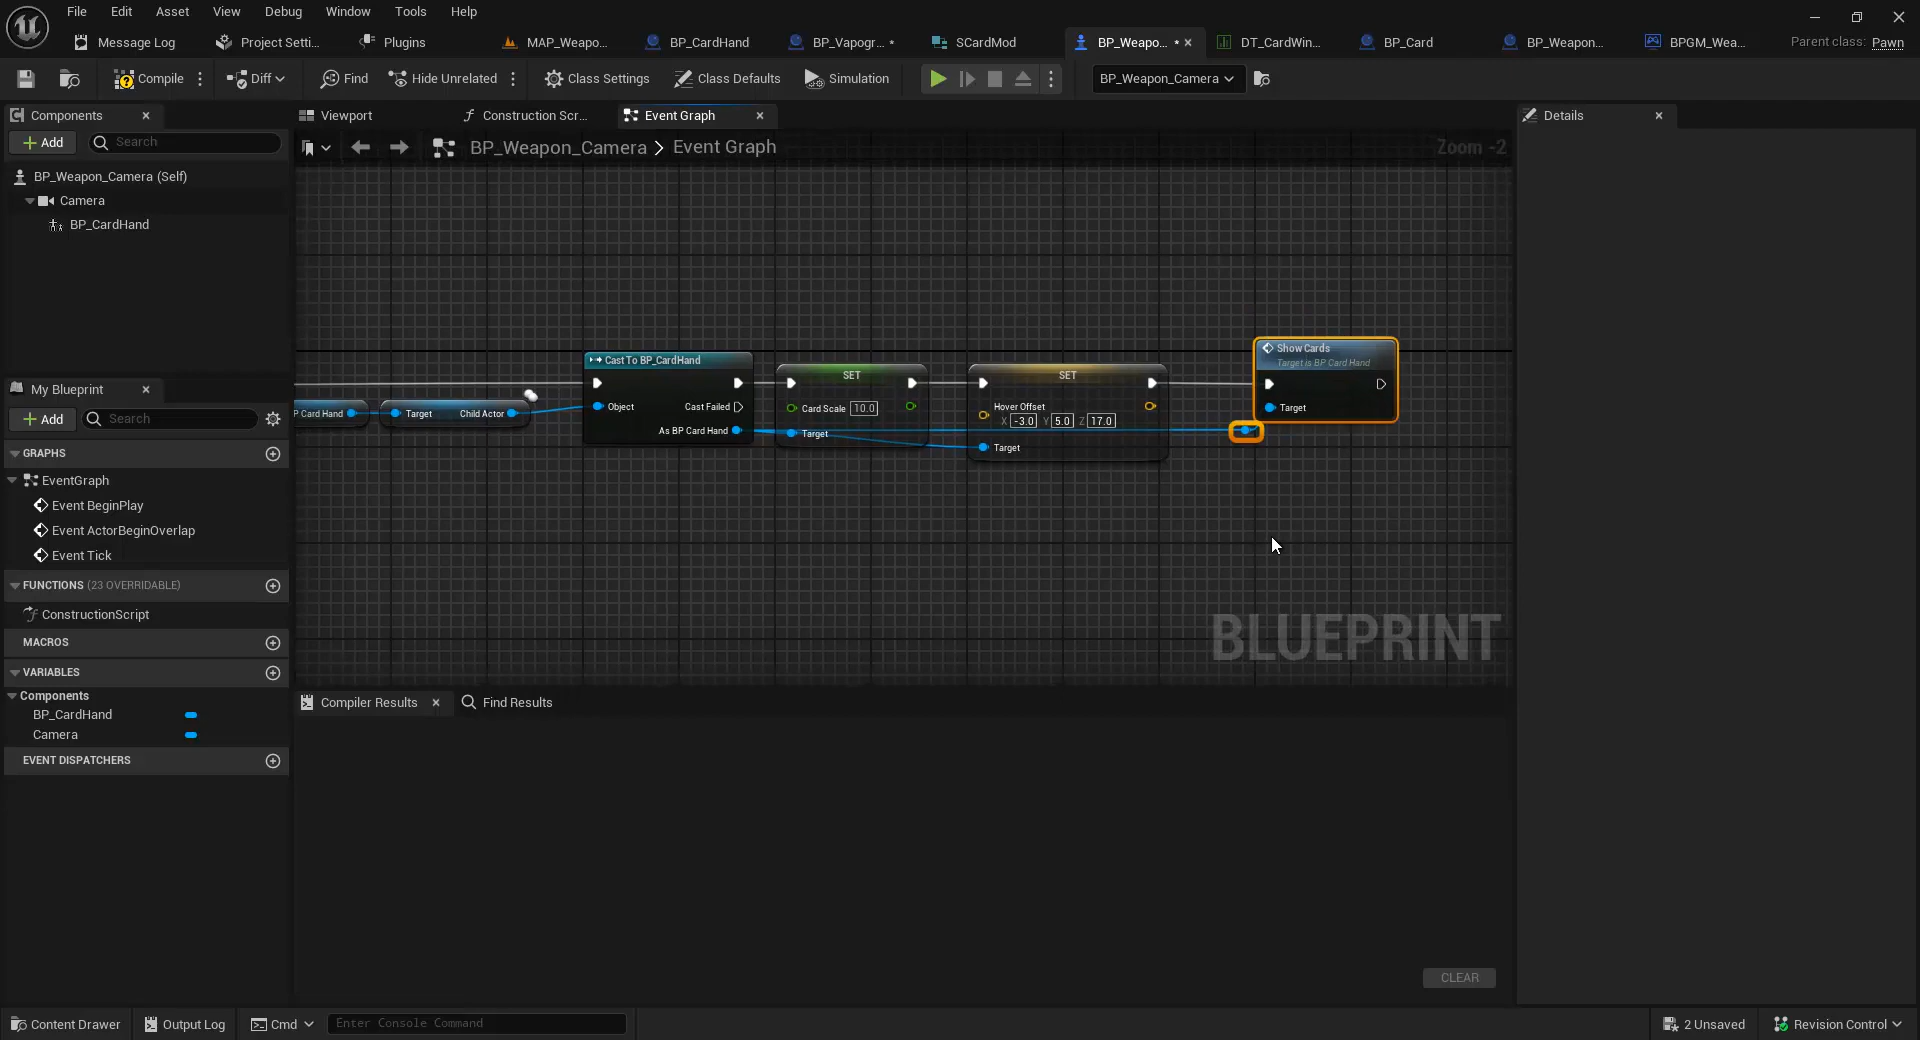 File Edit Asset View Debug Window Tools Help
Message Log Project Setti... Plugins MAP_Weapo... BP_CardHand BP_Vapogr... * SCardMod BP_Weapo... * DT_CardWin... BP_Card BP_Weapon... BPGM_Wea... Parent class: Pawn
Compile Diff Find Hide Unrelated Class Settings Class Defaults Simulation BP_Weapon_Camera
Components
Add Search
BP_Weapon_Camera (Self)
Camera
BP_CardHand
Viewport Construction Scr... Event Graph
BP_Weapon_Camera > Event Graph Zoom -2
Details
P Card Hand Target Child Actor
Cast To BP_CardHand
Object Cast Failed
As BP Card Hand
SET
Card Scale 10.0
Target
SET
Hover Offset
X -3.0 Y 5.0 Z 17.0
Target
Show Cards
Target is BP Card Hand
Target
BLUEPRINT
My Blueprint
Add Search
GRAPHS
EventGraph
Event BeginPlay
Event ActorBeginOverlap
Event Tick
FUNCTIONS (23 OVERRIDABLE)
ConstructionScript
MACROS
VARIABLES
Components
BP_CardHand
Camera
EVENT DISPATCHERS
Compiler Results Find Results
CLEAR
Content Drawer Output Log Cmd Enter Console Command 2 Unsaved Revision Control